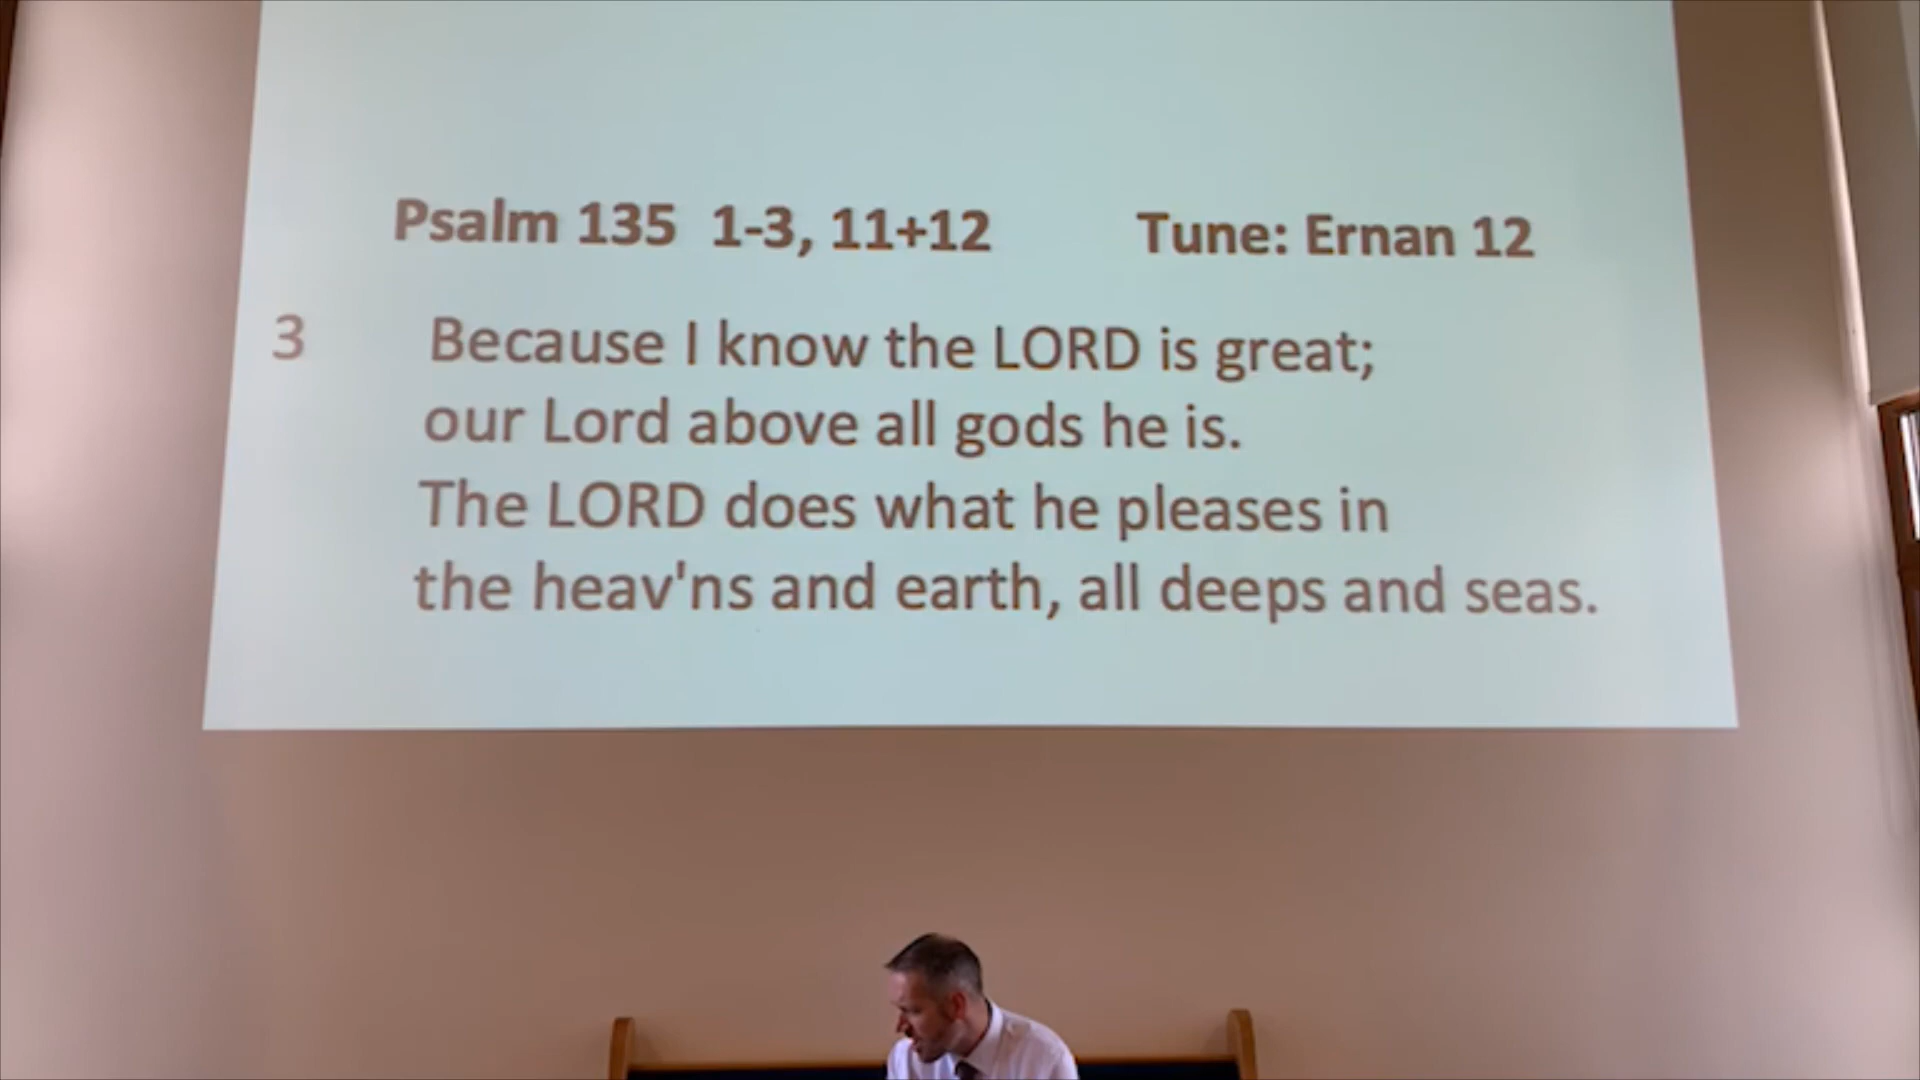 Psalm 135 1-3, 11+12 Tune: Ernan 12
3 Because I know the LORD is great;
our Lord above all gods he is.
The LORD does what he pleases in
the heav'ns and earth, all deeps and seas.